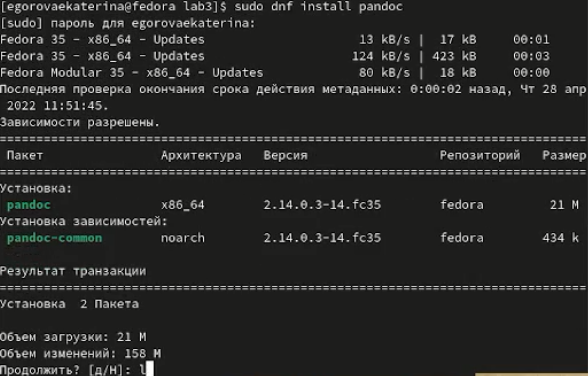 [egorovaekaterina@fedora lab3]$ sudo dnf install pandoc
[sudo] пароль для egorovaekaterina:
Fedora 35 - x86_64 - Updates 13 kB/s | 17 kB 00:01
Fedora 35 - x86_64 - Updates 124 kB/s | 423 kB 00:03
Fedora Modular 35 - x86_64 - Updates 80 kB/s | 18 kB 00:00
Последняя проверка окончания срока действия метаданных: 0:00:02 назад, Чт 28 апр
2022 11:51:45.
Зависимости разрешены.
================================================================================
Пакет Архитектура Версия Репозиторий Размер
================================================================================
Установка:
pandoc x86_64 2.14.0.3-14.fc35 fedora 21 M
Установка зависимостей:
pandoc-common noarch 2.14.0.3-14.fc35 fedora 434 k

Результат транзакции
================================================================================
Установка 2 Пакета

Объем загрузки: 21 M
Объем изменений: 158 M
Продолжить? [д/Н]: l